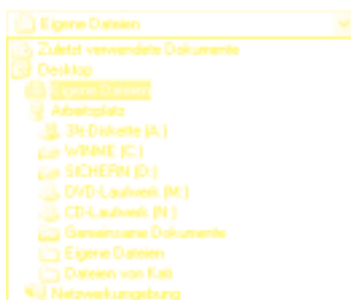 Eigene Dateien
Zuletzt verwendete Dokumente
Desktop
Eigene Dateien
Arbeitsplatz
3½ Diskette (A:)
WINME (C:)
SICHERN (D:)
DVD-Laufwerk (M:)
CD-Laufwerk (N:)
Gemeinsame Dokumente
Eigene Dateien
Dateien von Kati
Netzwerkumgebung